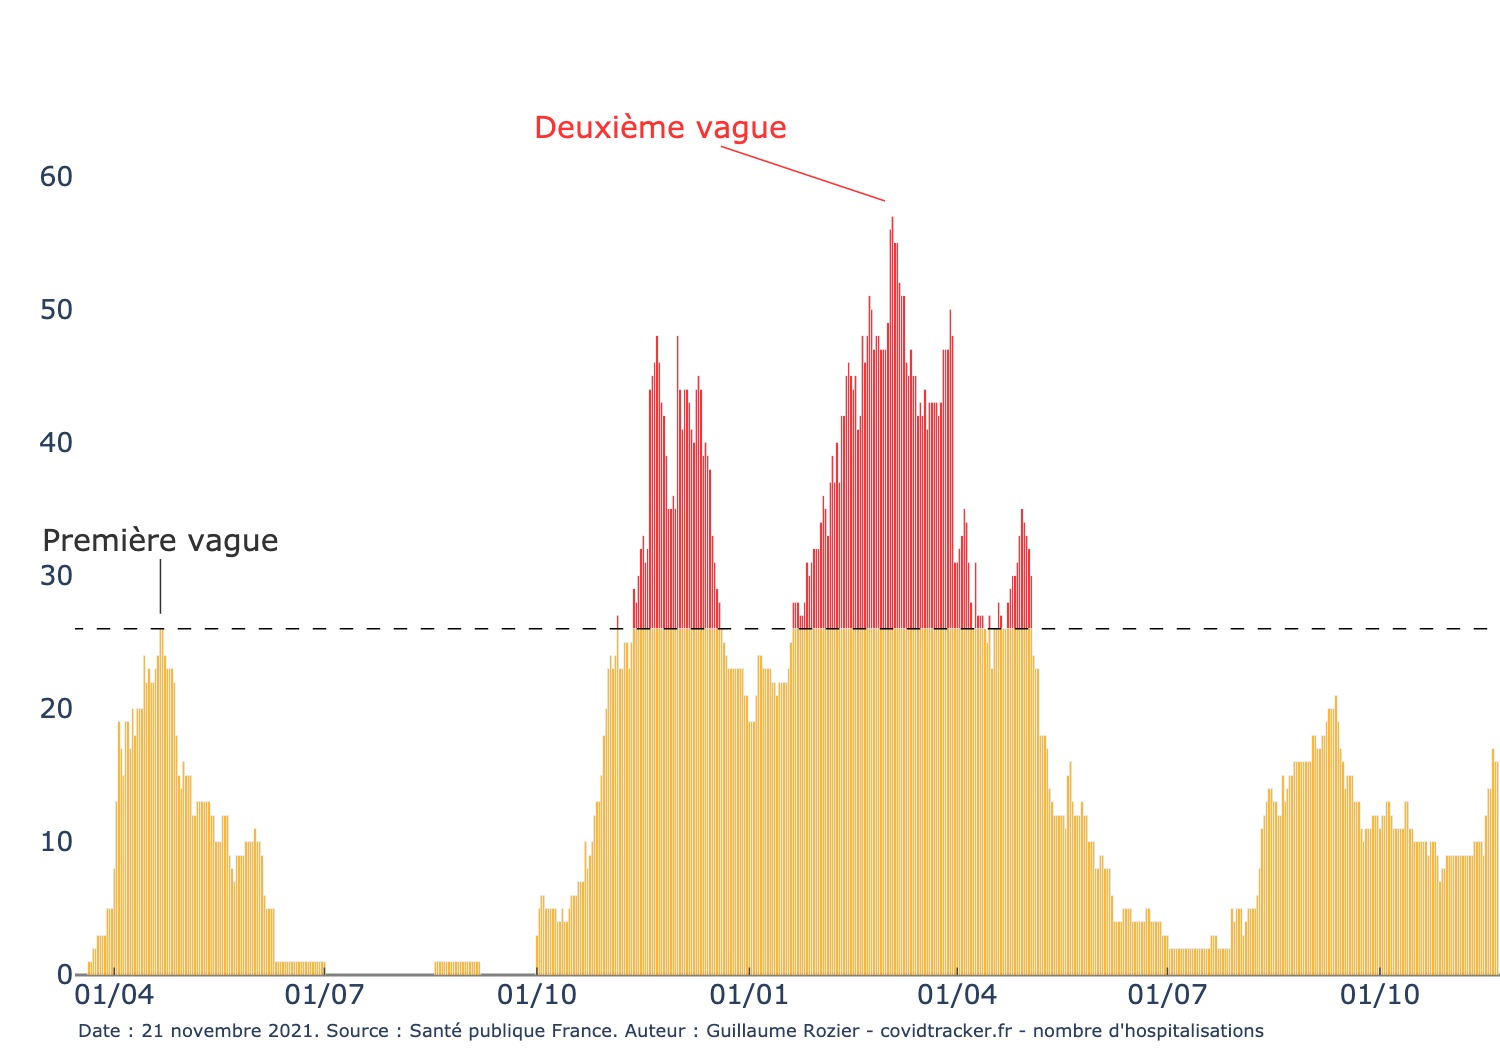 Deuxième vague
60
50
40
Première vague
30
20
10
0
01/04 01/07 01/10 01/01 01/04 01/07 01/10
Date : 21 novembre 2021. Source : Santé publique France. Auteur : Guillaume Rozier - covidtracker.fr - nombre d'hospitalisations